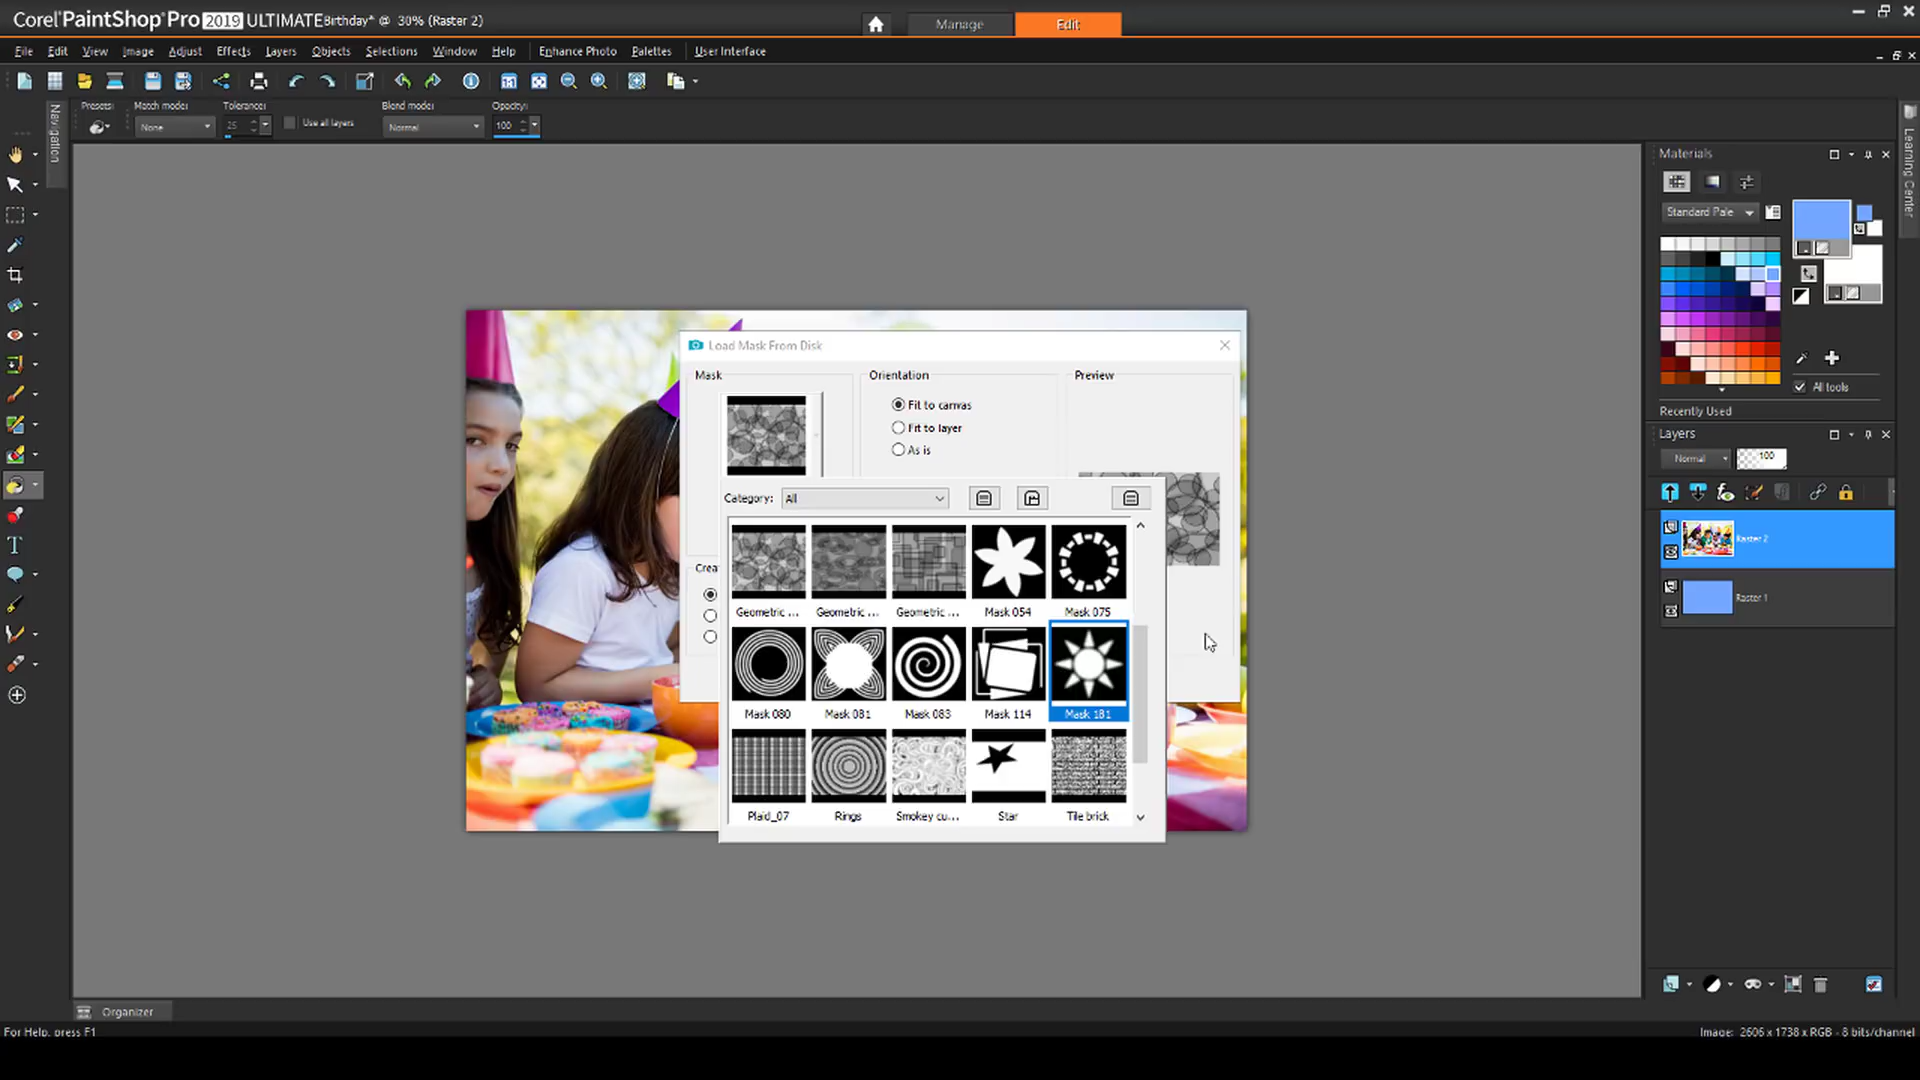 Corel PaintShop Pro 2019 ULTIMATE Birthday* @ 30% (Raster 2)
Manage
Edit
File Edit View Image Adjust Effects Layers Objects Selections Window Help Enhance Photo Palettes User Interface
Presets:
Match mode:
Tolerance:
Blend mode:
Opacity:
None
25
Use all layers
Normal
100
Navigation
Learning Center
Materials
Standard Pale
All tools
Recently Used
Layers
Normal
100
Raster 2
Raster 1
Load Mask From Disk
Mask
Orientation
Preview
Fit to canvas
Fit to layer
As is
Crea
Category:
All
Geometric ...
Geometric ...
Geometric ...
Mask 054
Mask 075
Mask 080
Mask 081
Mask 083
Mask 114
Mask 181
Plaid_07
Rings
Smokey cu...
Star
Tile brick
Organizer
For Help, press F1
Image: 2606 x 1738 x RGB - 8 bits/channel